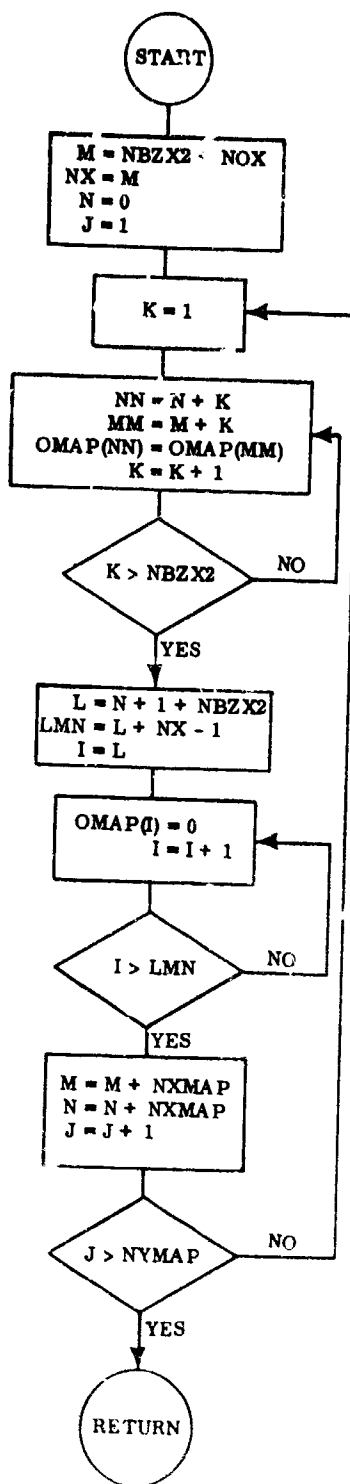 START
M = NBZX2 - NOX
NX = M
N = 0
J = 1
K = 1
NN = N + K
MM = M + K
OMAP(NN) = OMAP(MM)
K = K + 1
K > NBZX2
NO
YES
L = N + 1 + NBZX2
LMN = L + NX - 1
I = L
OMAP(I) = 0
I = I + 1
I > LMN
NO
YES
M = M + NXMAP
N = N + NXMAP
J = J + 1
J > NYMAP
NO
YES
RETURN